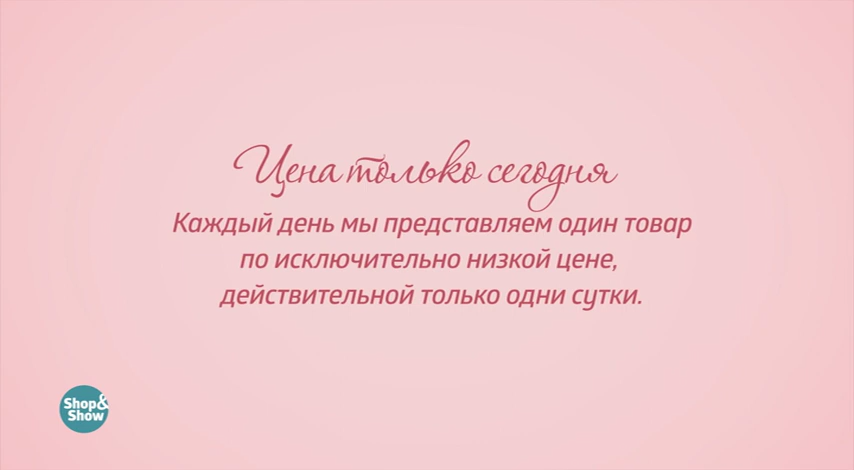 Цена только сегодня
Каждый день мы представляем один товар
по исключительно низкой цене,
действительной только одни сутки.
Shop&
Show